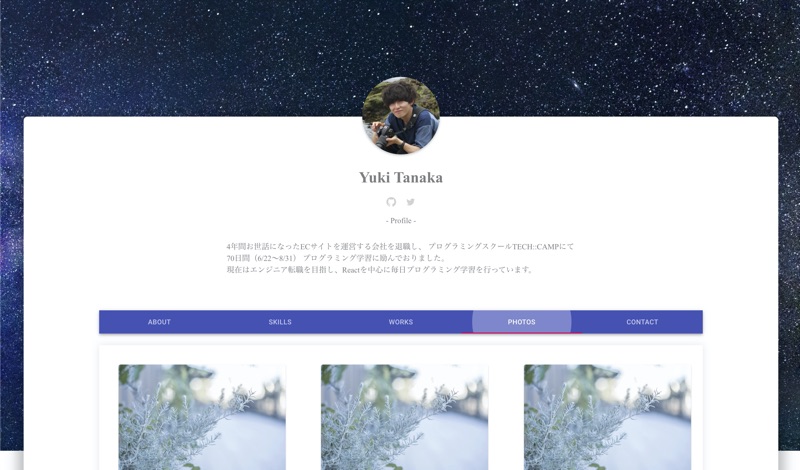 Yuki Tanaka
- Profile -
4年間お世話になったECサイトを運営する会社を退職し、 プログラミングスクールTECH::CAMPにて
70日間（6/22〜8/31） プログラミング学習に励んでおりました。
現在はエンジニア転職を目指し、Reactを中心に毎日プログラミング学習を行っています。
ABOUT SKILLS WORKS PHOTOS CONTACT